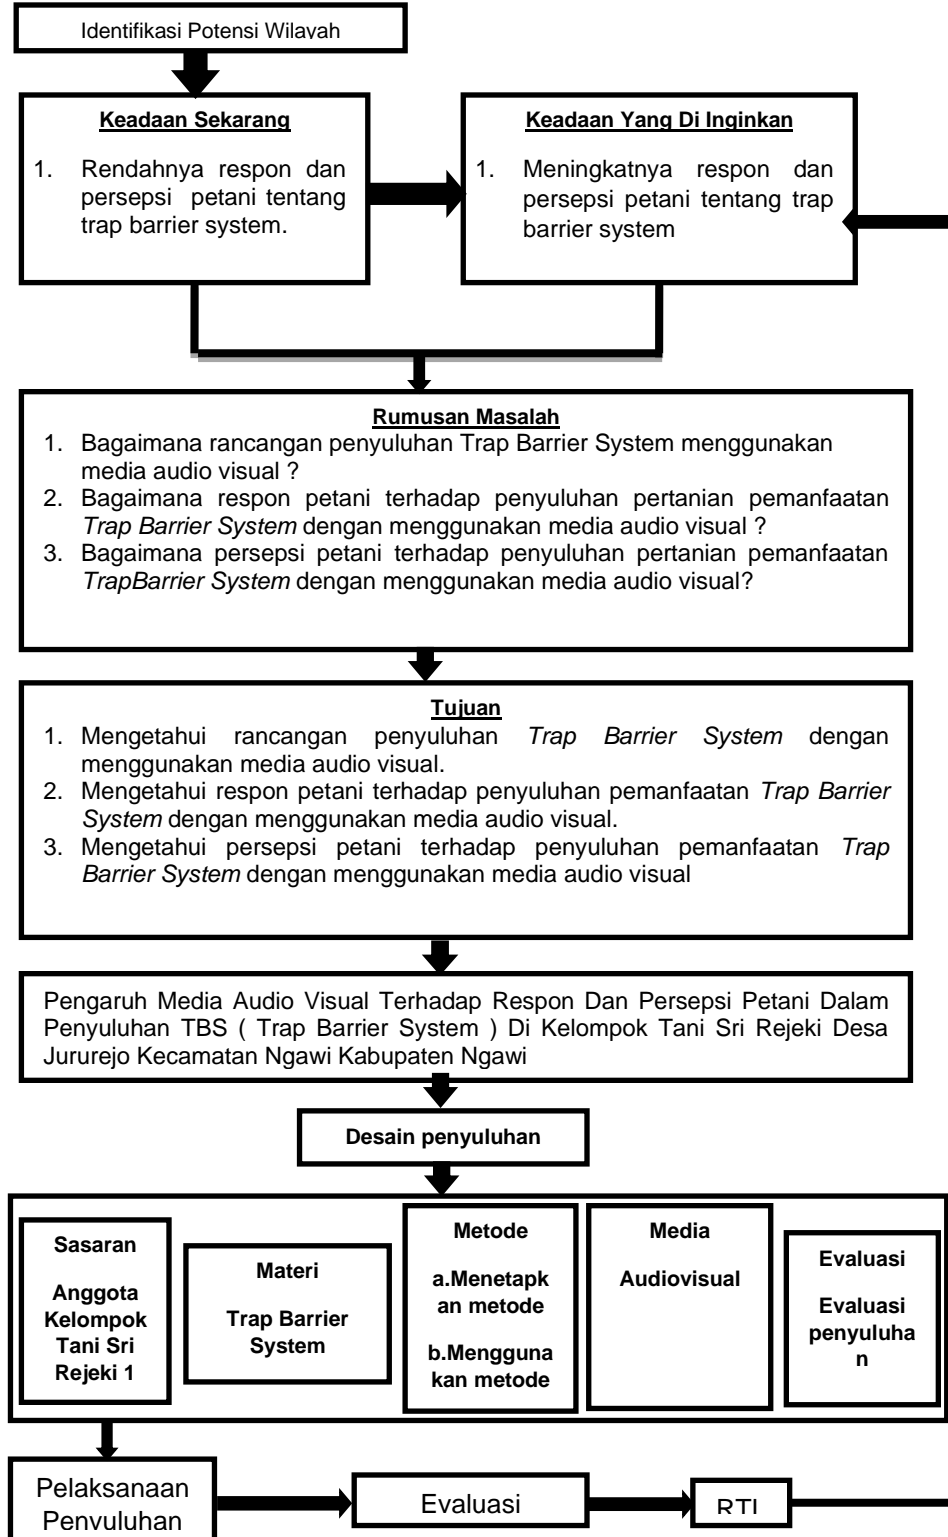 Identifikasi Potensi Wilayah
Keadaan Sekarang
1. Rendahnya respon dan
persepsi petani tentang
trap barrier system.
Keadaan Yang Di Inginkan
1. Meningkatnya respon dan
persepsi petani tentang trap
barrier system
Rumusan Masalah
1. Bagaimana rancangan penyuluhan Trap Barrier System menggunakan
media audio visual ?
2. Bagaimana respon petani terhadap penyuluhan pertanian pemanfaatan
Trap Barrier System dengan menggunakan media audio visual ?
3. Bagaimana persepsi petani terhadap penyuluhan pertanian pemanfaatan
TrapBarrier System dengan menggunakan media audio visual?
Tujuan
1. Mengetahui rancangan penyuluhan Trap Barrier System dengan
menggunakan media audio visual.
2. Mengetahui respon petani terhadap penyuluhan pemanfaatan Trap Barrier
System dengan menggunakan media audio visual.
3. Mengetahui persepsi petani terhadap penyuluhan pemanfaatan Trap
Barrier System dengan menggunakan media audio visual
Pengaruh Media Audio Visual Terhadap Respon Dan Persepsi Petani Dalam
Penyuluhan TBS ( Trap Barrier System ) Di Kelompok Tani Sri Rejeki Desa
Jururejo Kecamatan Ngawi Kabupaten Ngawi
Desain penyuluhan
Sasaran
Anggota
Kelompok
Tani Sri
Rejeki 1
Materi
Trap Barrier
System
Metode
a.Menetapk
an metode
b.Mengguna
kan metode
Media
Audiovisual
Evaluasi
Evaluasi
penyuluha
n
Pelaksanaan
Penyuluhan
Evaluasi
RTL